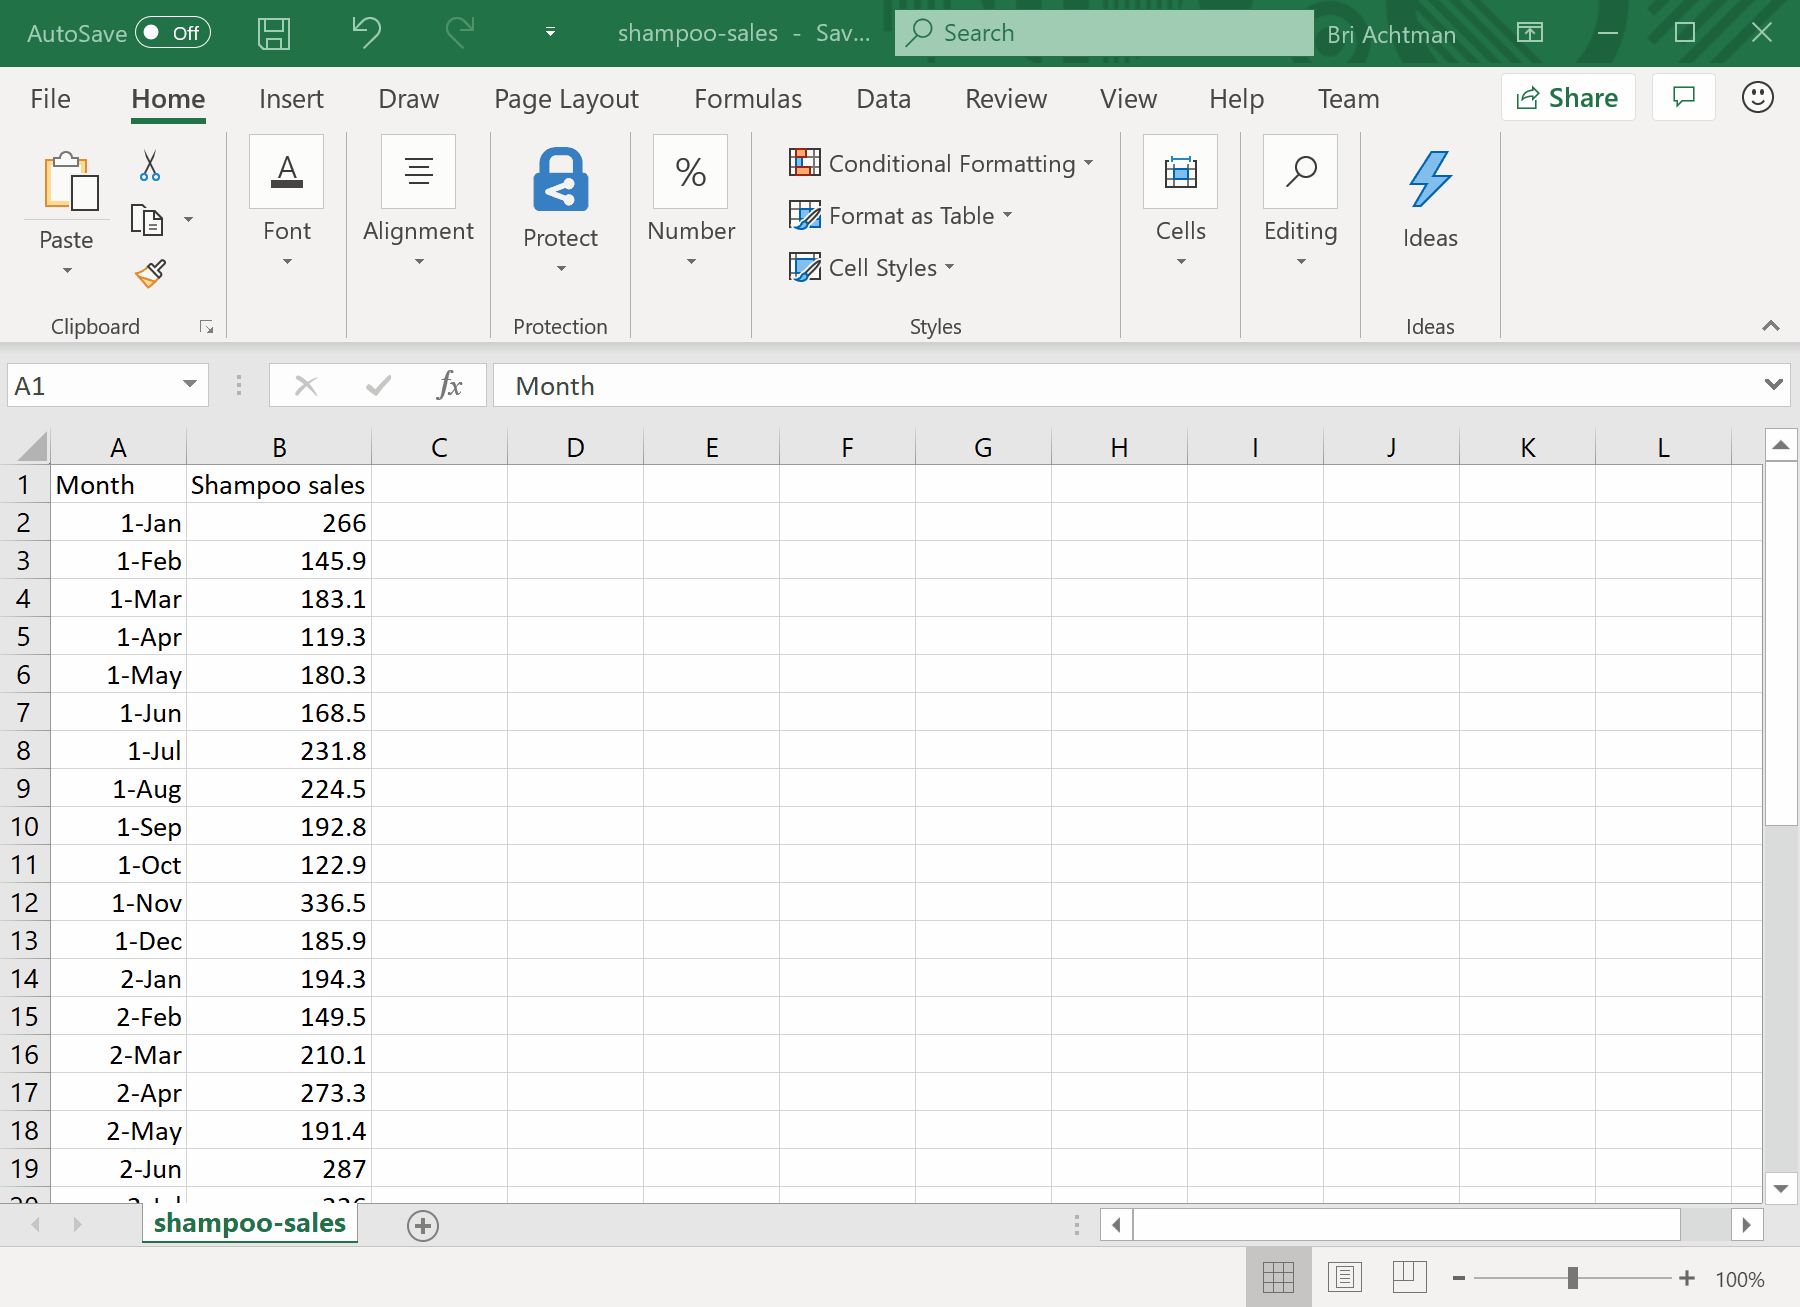 AutoSave Off shampoo-sales - Sav... Search Bri Achtman
File Home Insert Draw Page Layout Formulas Data Review View Help Team Share
Paste Font Alignment Protect Number Conditional Formatting Cells Editing Ideas
Format as Table
Cell Styles
Clipboard Protection Styles Ideas
A1 fx Month
A B C D E F G H I J K L
1 Month Shampoo sales
2 1-Jan 266
3 1-Feb 145.9
4 1-Mar 183.1
5 1-Apr 119.3
6 1-May 180.3
7 1-Jun 168.5
8 1-Jul 231.8
9 1-Aug 224.5
10 1-Sep 192.8
11 1-Oct 122.9
12 1-Nov 336.5
13 1-Dec 185.9
14 2-Jan 194.3
15 2-Feb 149.5
16 2-Mar 210.1
17 2-Apr 273.3
18 2-May 191.4
19 2-Jun 287
shampoo-sales
100%